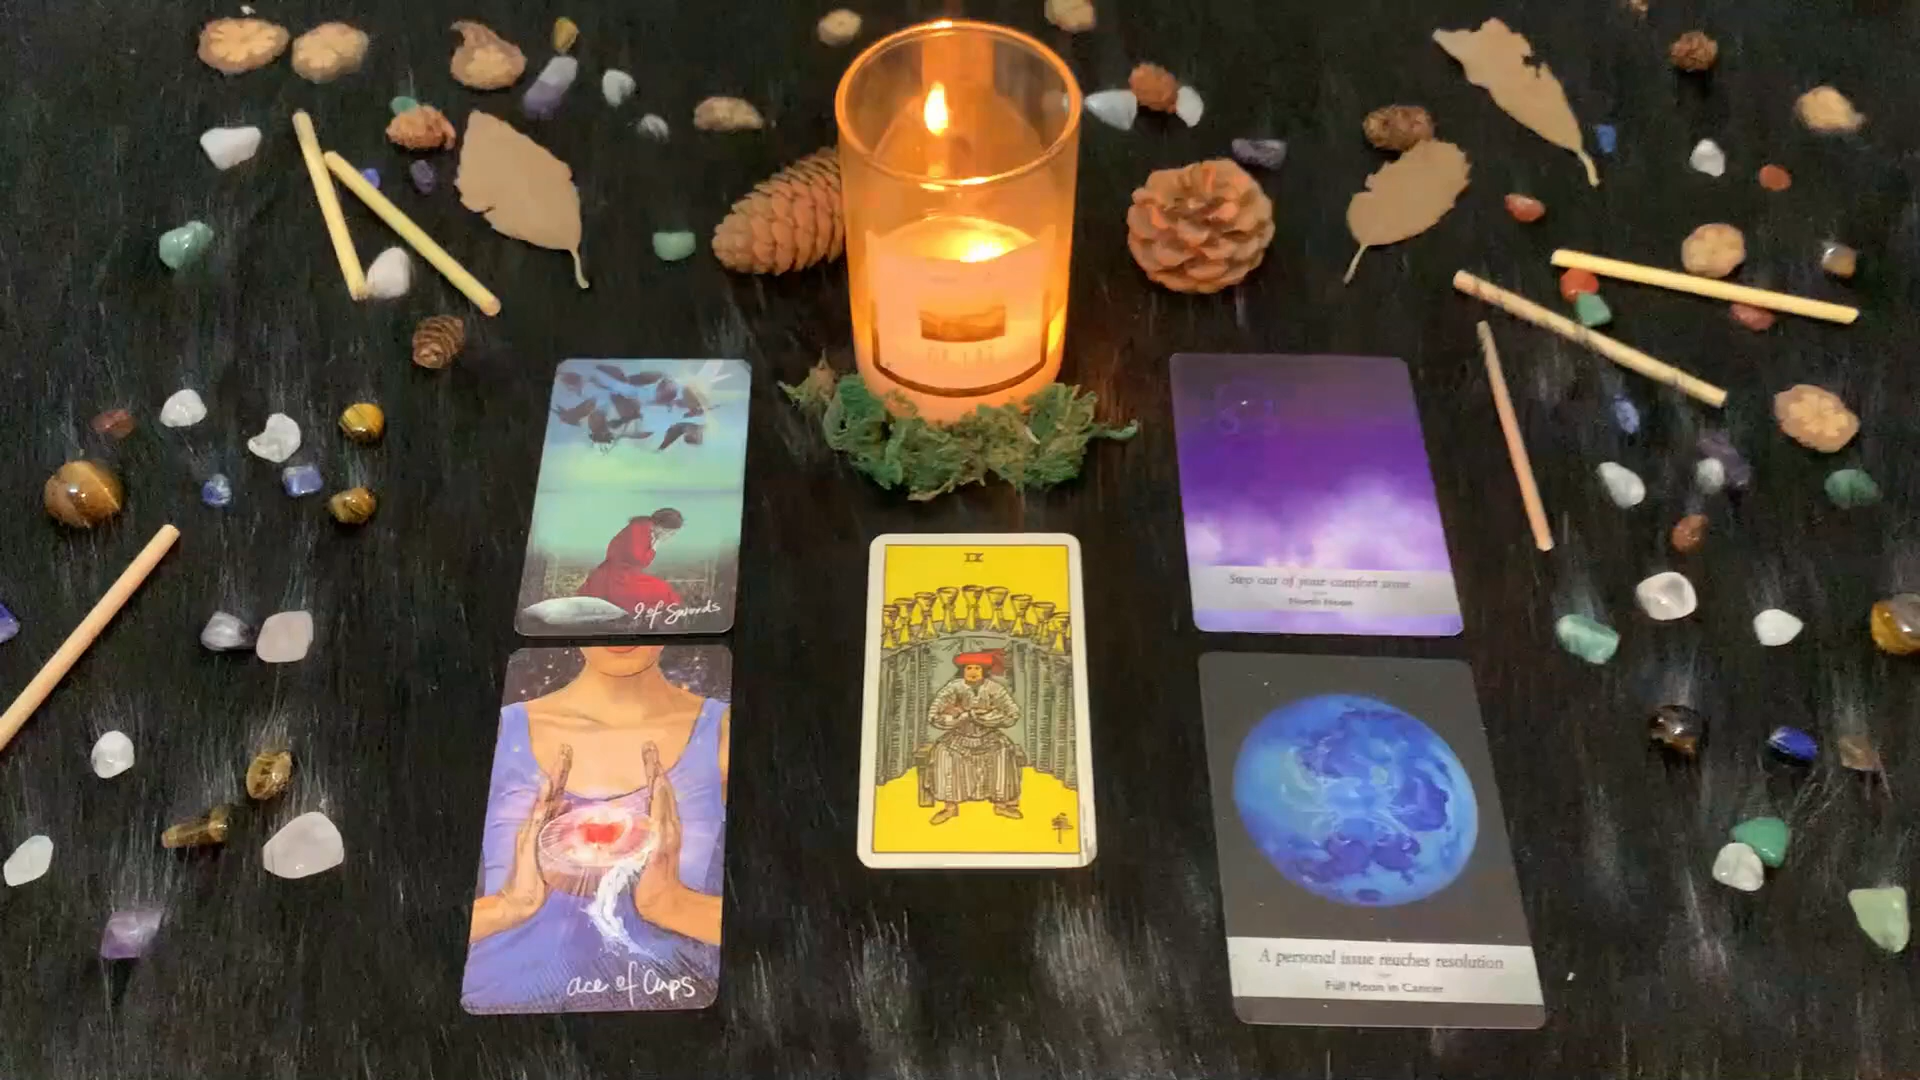 9 of Swords
ace of Cups
IX
Step out of your comfort zone
North Node
A personal issue reaches resolution
Full Moon in Cancer